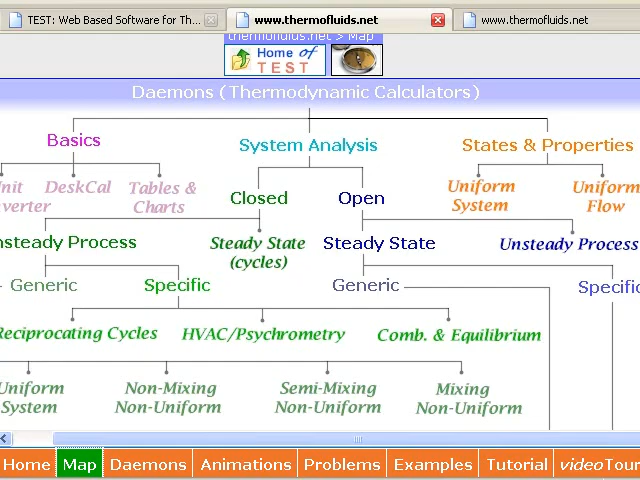 TEST: Web Based Software for Th...
www.thermofluids.net
www.thermofluids.net
thermofluids.net > Map
Home of
TEST
Daemons (Thermodynamic Calculators)
Basics
System Analysis
States & Properties
nit
verter
DeskCal
Tables &
Charts
Closed
Open
Uniform
System
Uniform
Flow
nsteady Process
Steady State
(cycles)
Steady State
Unsteady Process
Generic
Specific
Generic
Specific
Reciprocating Cycles
HVAC/Psychrometry
Comb. & Equilibrium
Uniform
System
Non-Mixing
Non-Uniform
Semi-Mixing
Non-Uniform
Mixing
Non-Uniform
Home
Map
Daemons
Animations
Problems
Examples
Tutorial
videoTour